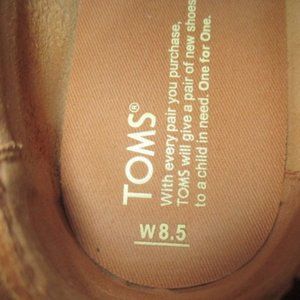 TOMS®
With every pair you purchase,
TOMS will give a pair of new shoes
to a child in need. One for One.
W8.5